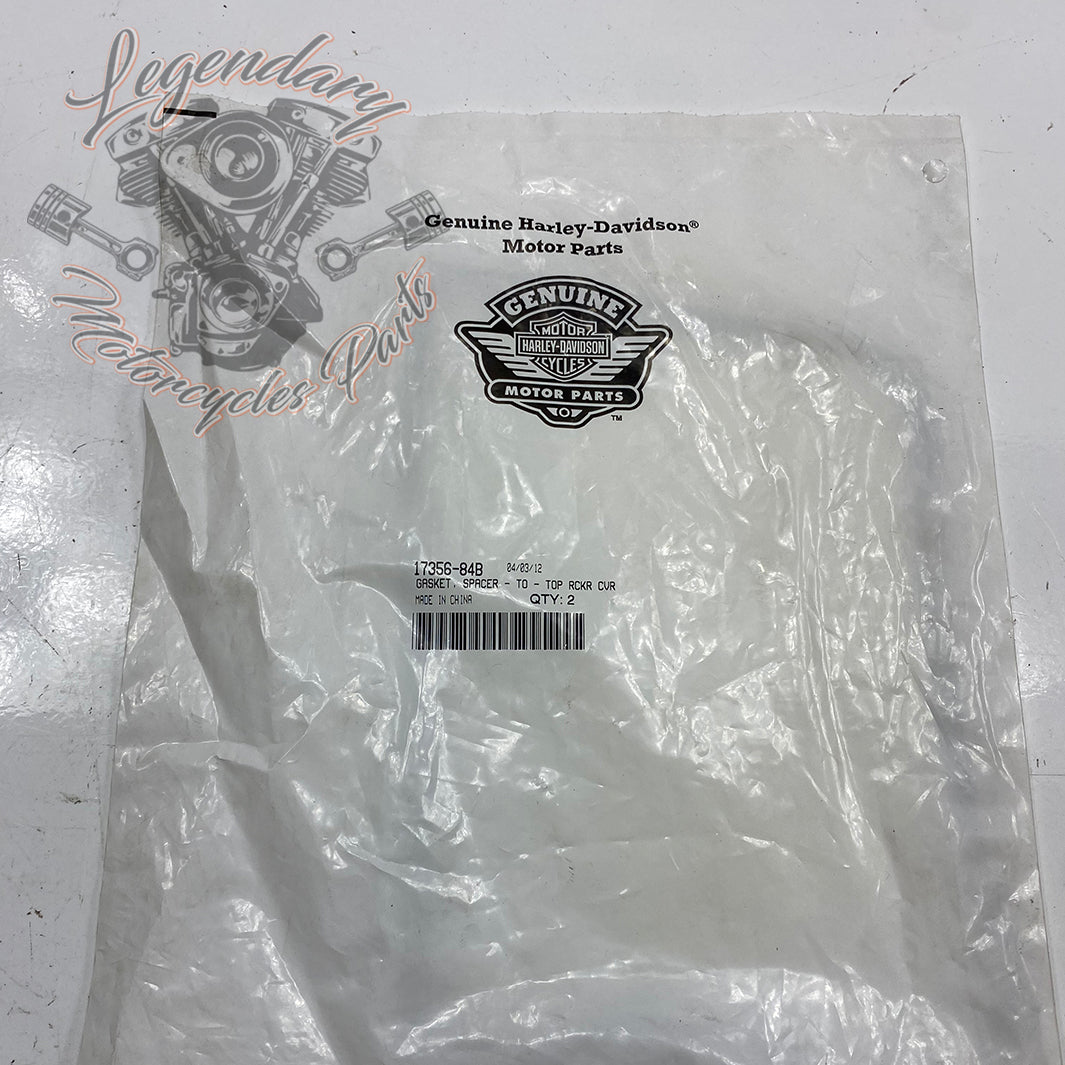 Legendary
Motorcycles Parts
Genuine Harley-Davidson®
Motor Parts
GENUINE
MOTOR
HARLEY-DAVIDSON
CYCLES
MOTOR PARTS
™
17356-84B 04/03/12
GASKET, SPACER - TO - TOP RCKR CVR
MADE IN CHINA QTY: 2